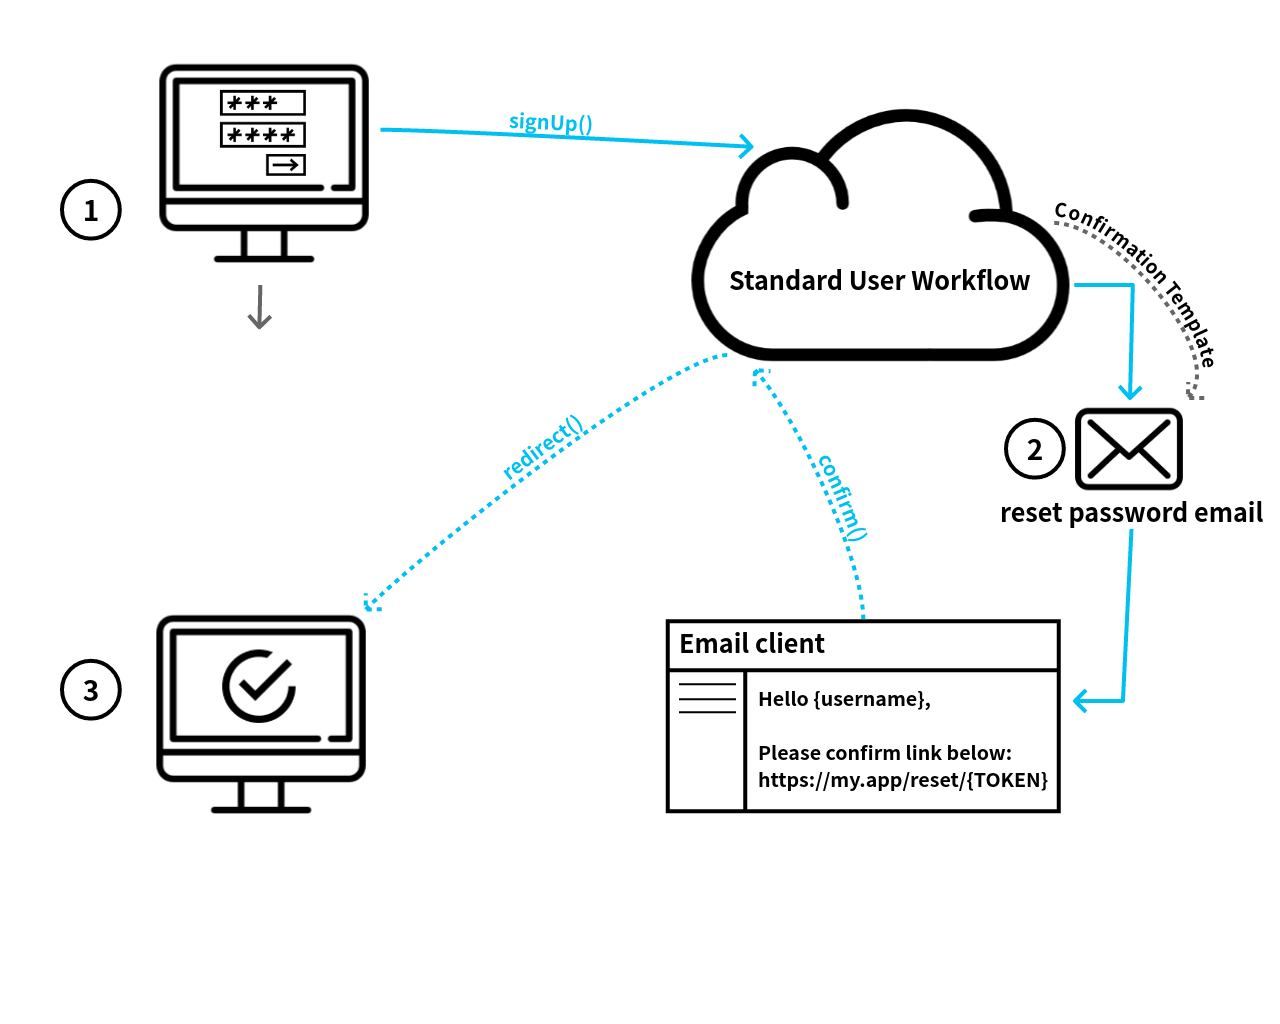 ***
****
signUp()
1
Standard User Workflow
Confirmation Template
2
reset password email
redirect()
confirm()
3
Email client
Hello {username},
Please confirm link below:
https://my.app/reset/{TOKEN}